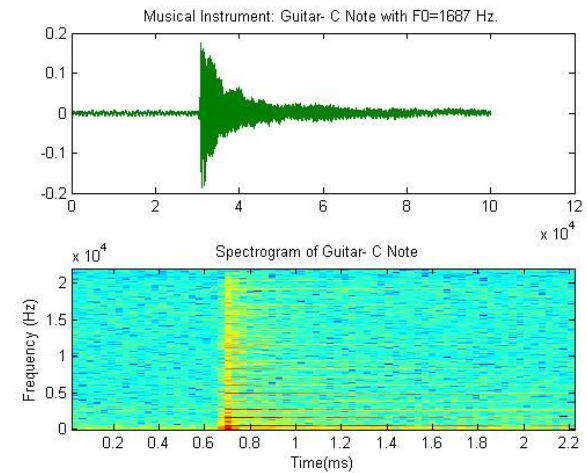 Musical Instrument: Guitar- C Note with F0=1687 Hz.
0.2
0.1
0
-0.1
-0.2
0 2 4 6 8 10 12
x 10^4
x 10^4
Spectrogram of Guitar- C Note
2
1.5
1
0.5
0
Frequency (Hz)
0.2 0.4 0.6 0.8 1 1.2 1.4 1.6 1.8 2 2.2
Time(ms)